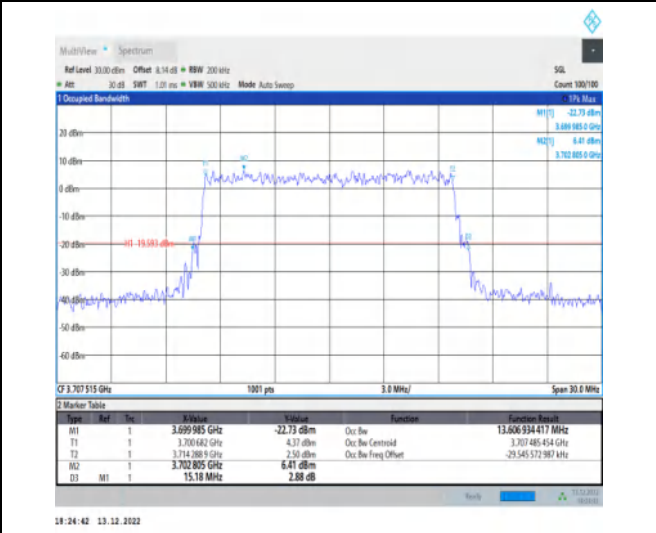 MultiView Spectrum
Ref Level 30.00 dBm Offset 8.14 dB RBW 200 kHz SGL
Att 30 dB SWT 1.01 ms VBW 500 kHz Mode Auto Sweep Count 100/100
1 Occupied Bandwidth 1Pk Max
M1[1] -22.73 dBm
3.699 985 0 GHz
M2[1] 6.41 dBm
3.702 805 0 GHz
20 dBm
10 dBm
0 dBm
-10 dBm
-20 dBm
H1 -19.593 dBm
-30 dBm
-40 dBm
-50 dBm
-60 dBm
T1
M2
T2
M1
D3
CF 3.707 515 GHz 1001 pts 3.0 MHz/ Span 30.0 MHz
2 Marker Table
Type Ref Trc X-Value Y-Value Function Function Result
M1 1 3.699 985 GHz -22.73 dBm Occ Bw 13.606 934 417 MHz
T1 1 3.700 682 GHz 4.37 dBm Occ Bw Centroid 3.707 485 454 GHz
T2 1 3.714 288 9 GHz 2.50 dBm Occ Bw Freq Offset -29.545 572 987 kHz
M2 1 3.702 805 GHz 6.41 dBm
D3 M1 1 15.18 MHz 2.88 dB
Ready 13.12.2022
18:24:42 13.12.2022